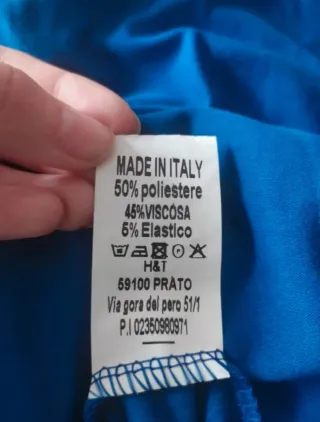 MADE IN ITALY
50% poliestere
45%VISCOSA
5% Elastico
H&T
59100 PRATO
Via gora del pero 51/1
P.I 02350980971